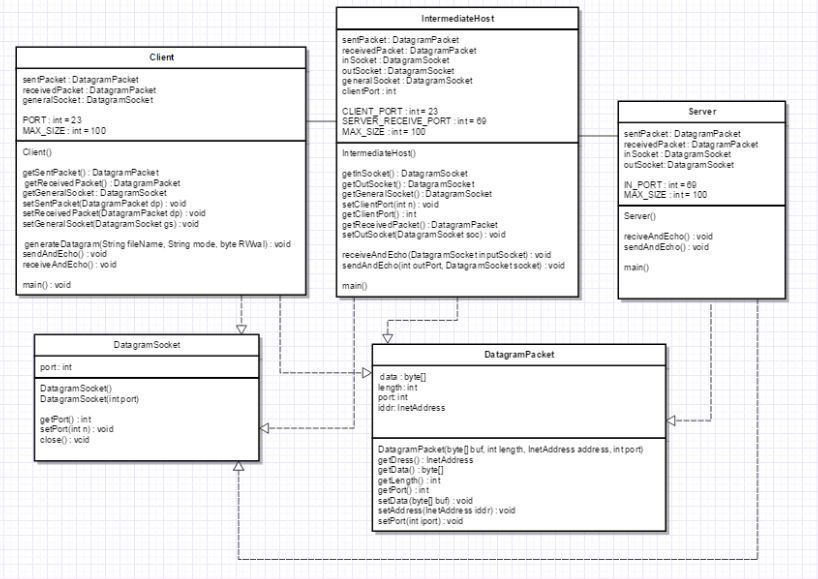 Client
sentPacket : DatagramPacket
receivedPacket : DatagramPacket
generalSocket : DatagramSocket
PORT : int = 23
MAX_SIZE : int = 100
Client()
getSentPacket() : DatagramPacket
getReceivedPacket() : DatagramPacket
getGeneralSocket : DatagramSocket
setSentPacket(DatagramPacket dp) : void
setReceivedPacket(DatagramPacket dp) : void
setGeneralSocket(DatagramSocket gs) : void
generateDatagram(String fileName, String mode, byte RWval) : void
sendAndEcho() : void
receiveAndEcho() : void
main() : void
IntermediateHost
sentPacket : DatagramPacket
receivedPacket : DatagramPacket
inSocket : DatagramSocket
outSocket : DatagramSocket
generalSocket : DatagramSocket
clientPort : int
CLIENT_PORT : int = 23
SERVER_RECEIVE_PORT : int = 69
MAX_SIZE : int = 100
IntermediateHost()
getInSocket() : DatagramSocket
getOutSocket() : DatagramSocket
getGeneralSocket() : DatagramSocket
setClientPort(int n) : void
getClientPort() : int
getReceivedPacket() : DatagramPacket
setOutSocket(DatagramSocket soc) : void
receiveAndEcho(DatagramSocket inputSocket) : void
sendAndEcho(int outPort, DatagramSocket socket) : void
main()
Server
sentPacket : DatagramPacket
receivedPacket : DatagramPacket
inSocket : DatagramSocket
outSocket: DatagramSocket
IN_PORT : int = 69
MAX_SIZE : int = 100
Server()
reciveAndEcho() : void
sendAndEcho() : void
main()
DatagramSocket
port : int
DatagramSocket()
DatagramSocket(int port)
getPort() : int
setPort(int n) : void
close() : void
DatagramPacket
data : byte[]
length: int
port: int
iddr: InetAddress
DatagramPacket(byte[] buf, int length, InetAddress address, int port)
getDress() : InetAddress
getData() : byte[]
getLength() : int
getPort() : int
setData(byte[] buf) : void
setAddress(InetAddress iddr) : void
setPort(int iport) : void